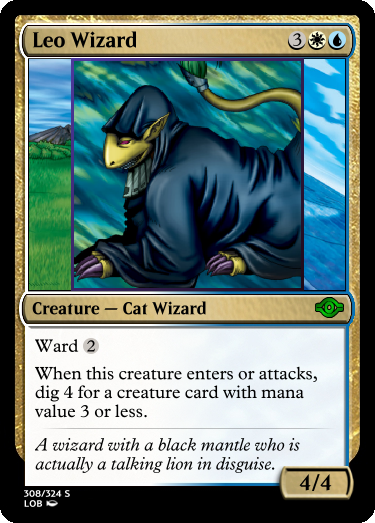 Leo Wizard 3
Creature — Cat Wizard
Ward 2
When this creature enters or attacks,
dig 4 for a creature card with mana
value 3 or less.
A wizard with a black mantle who is
actually a talking lion in disguise.
4/4
308/324 S
LOB